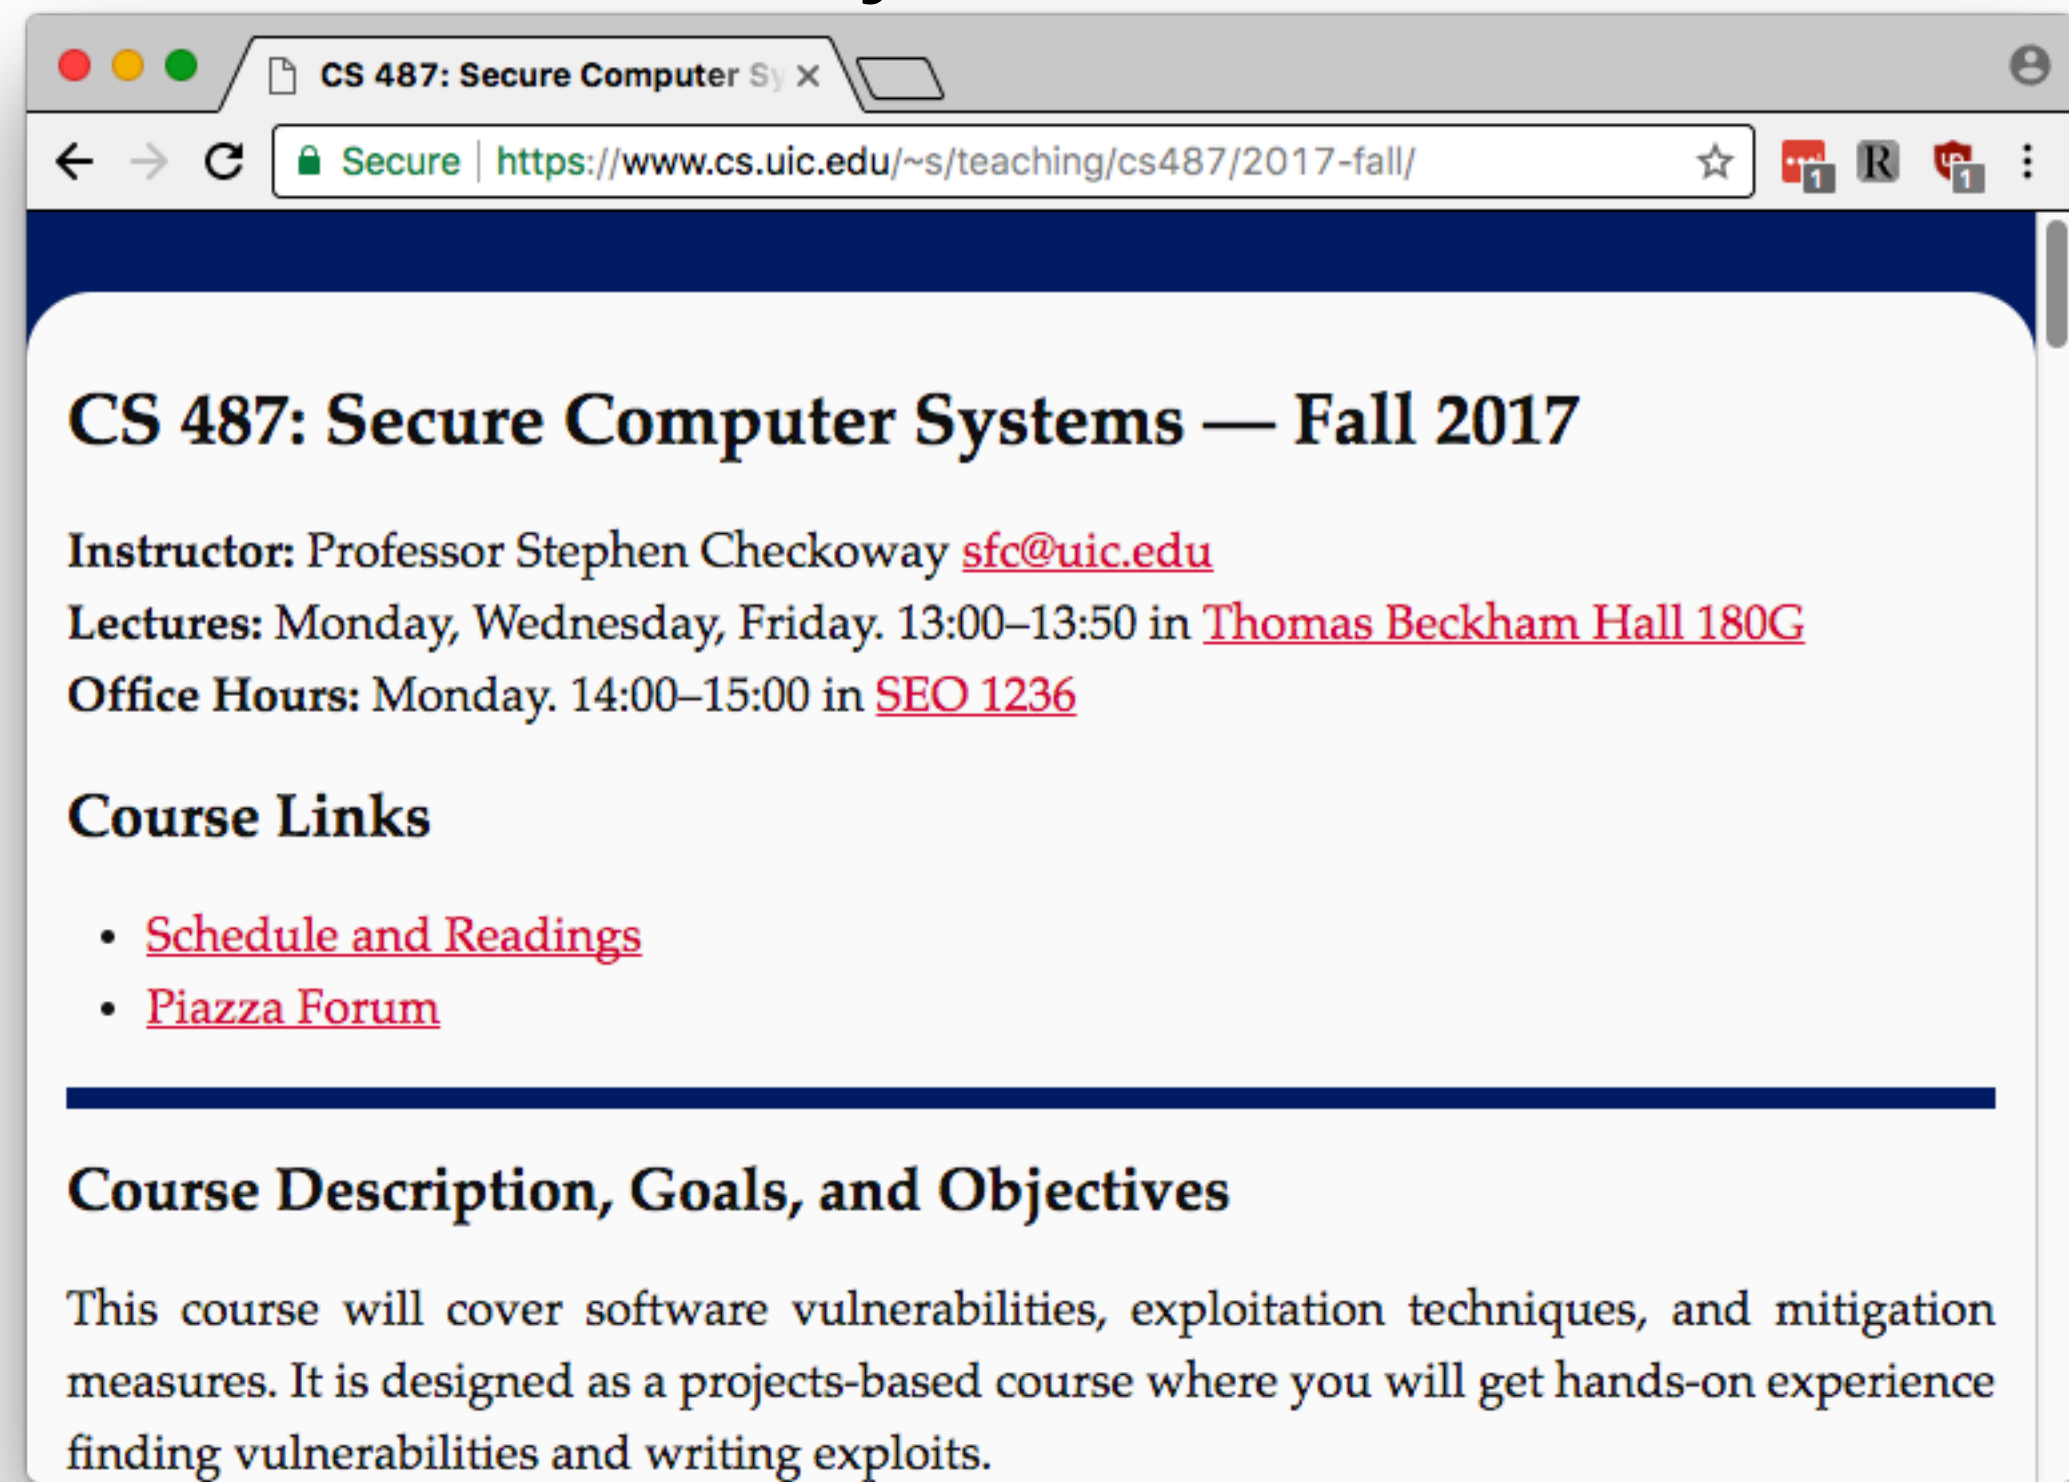 CS 487: Secure Computer Sy
Secure | https://www.cs.uic.edu/~s/teaching/cs487/2017-fall/
1
R
1
CS 487: Secure Computer Systems — Fall 2017
Instructor: Professor Stephen Checkoway sfc@uic.edu
Lectures: Monday, Wednesday, Friday. 13:00–13:50 in Thomas Beckham Hall 180G
Office Hours: Monday. 14:00–15:00 in SEO 1236
Course Links
• Schedule and Readings
• Piazza Forum
Course Description, Goals, and Objectives
This course will cover software vulnerabilities, exploitation techniques, and mitigation
measures. It is designed as a projects-based course where you will get hands-on experience
finding vulnerabilities and writing exploits.